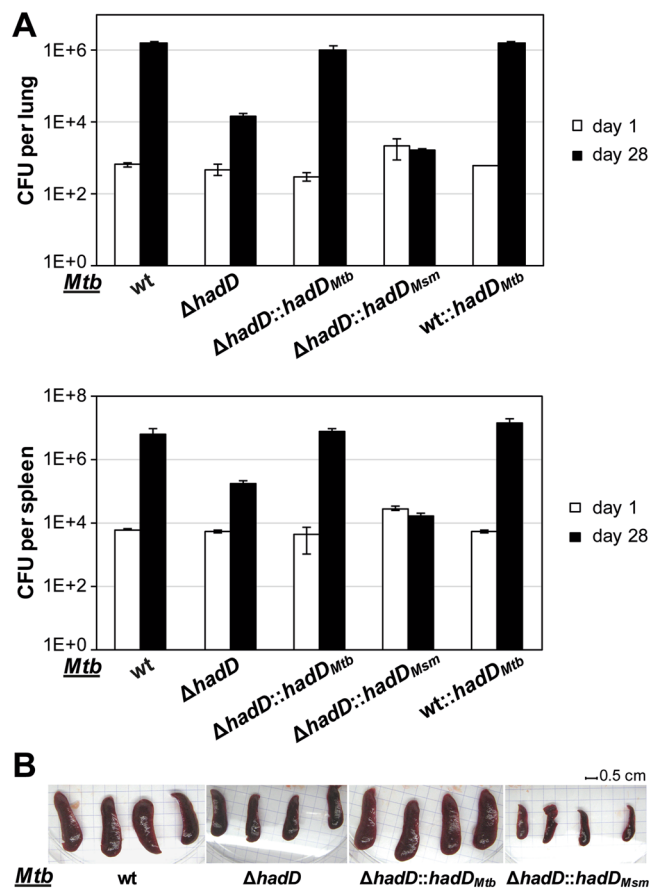 A
CFU per lung
1E+6
1E+4
1E+2
1E+0
day 1
day 28
Mtb
wt
ΔhadD
ΔhadD::hadDMtb
ΔhadD::hadDMsm
wt::hadDMtb
CFU per spleen
1E+8
1E+6
1E+4
1E+2
1E+0
day 1
day 28
Mtb
wt
ΔhadD
ΔhadD::hadDMtb
ΔhadD::hadDMsm
wt::hadDMtb
B
0.5 cm
Mtb wt ΔhadD ΔhadD::hadDMtb ΔhadD::hadDMsm